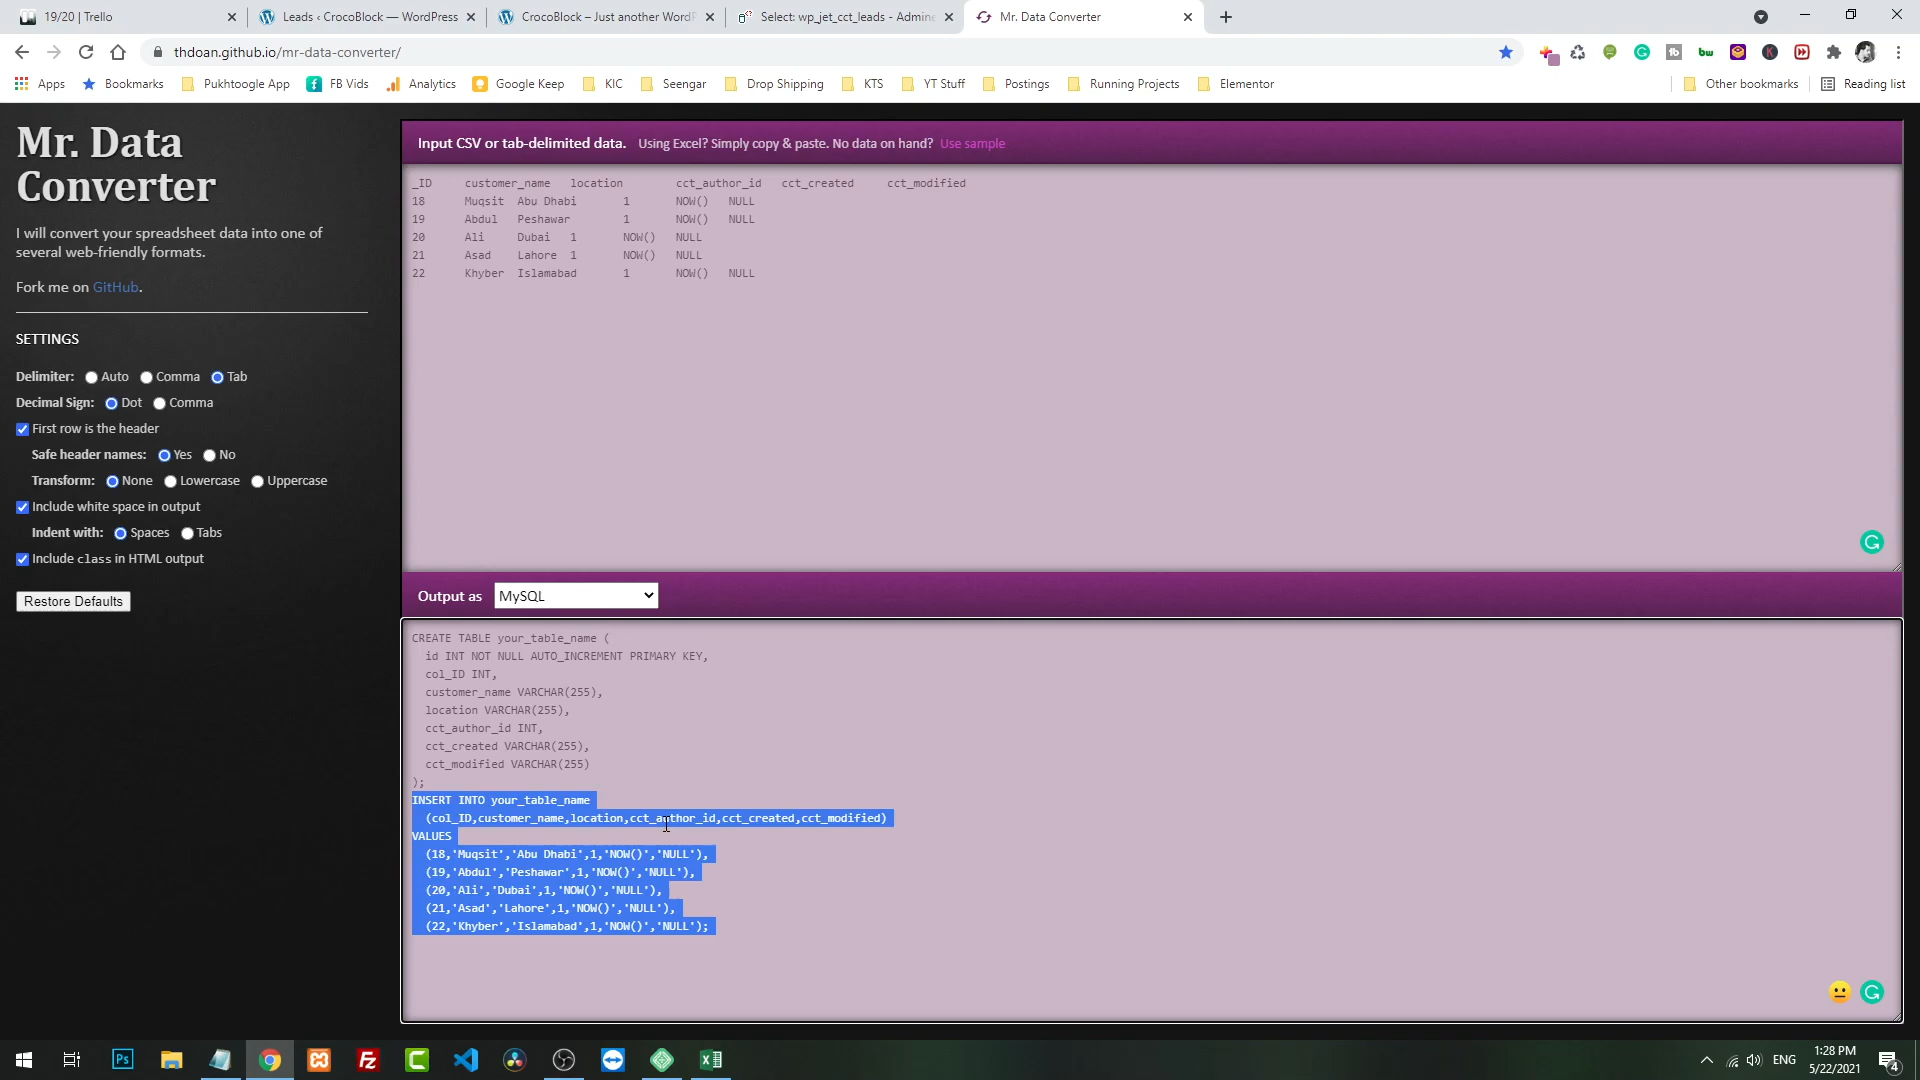 19/20 | Trello
Leads ‹ CrocoBlock — WordPress
CrocoBlock – Just another WordP
Select: wp_jet_cct_leads - Admine
Mr. Data Converter
thdoan.github.io/mr-data-converter/
Apps
Bookmarks
Pukhtoogle App
FB Vids
Analytics
Google Keep
KIC
Seengar
Drop Shipping
KTS
YT Stuff
Postings
Running Projects
Elementor
Other bookmarks
Reading list
Mr. Data
Converter
I will convert your spreadsheet data into one of
several web-friendly formats.
Fork me on GitHub.
SETTINGS
Delimiter: Auto Comma Tab
Decimal Sign: Dot Comma
First row is the header
Safe header names: Yes No
Transform: None Lowercase Uppercase
Include white space in output
Indent with: Spaces Tabs
Include class in HTML output
Restore Defaults
Input CSV or tab-delimited data. Using Excel? Simply copy & paste. No data on hand? Use sample
_ID customer_name location cct_author_id cct_created cct_modified
18 Muqsit Abu Dhabi 1 NOW() NULL
19 Abdul Peshawar 1 NOW() NULL
20 Ali Dubai 1 NOW() NULL
21 Asad Lahore 1 NOW() NULL
22 Khyber Islamabad 1 NOW() NULL
Output as MySQL
CREATE TABLE your_table_name (
id INT NOT NULL AUTO_INCREMENT PRIMARY KEY,
col_ID INT,
customer_name VARCHAR(255),
location VARCHAR(255),
cct_author_id INT,
cct_created VARCHAR(255),
cct_modified VARCHAR(255)
);
INSERT INTO your_table_name
(col_ID,customer_name,location,cct_author_id,cct_created,cct_modified)
VALUES
(18,'Muqsit','Abu Dhabi',1,'NOW()','NULL'),
(19,'Abdul','Peshawar',1,'NOW()','NULL'),
(20,'Ali','Dubai',1,'NOW()','NULL'),
(21,'Asad','Lahore',1,'NOW()','NULL'),
(22,'Khyber','Islamabad',1,'NOW()','NULL');
Ps
ENG
1:28 PM
5/22/2021
4